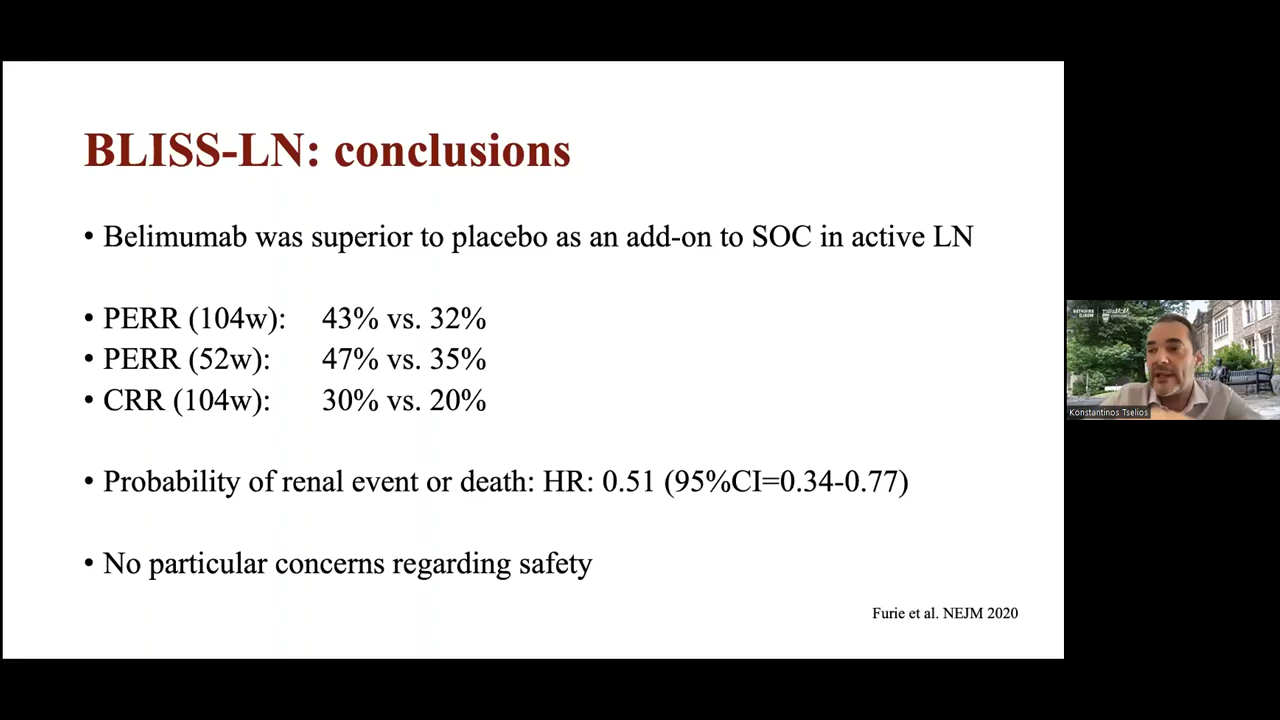 BLISS-LN: conclusions
• Belimumab was superior to placebo as an add-on to SOC in active LN
• PERR (104w): 43% vs. 32%
• PERR (52w): 47% vs. 35%
• CRR (104w): 30% vs. 20%
• Probability of renal event or death: HR: 0.51 (95%CI=0.34-0.77)
• No particular concerns regarding safety
Furie et al. NEJM 2020
Konstantinos Tselios